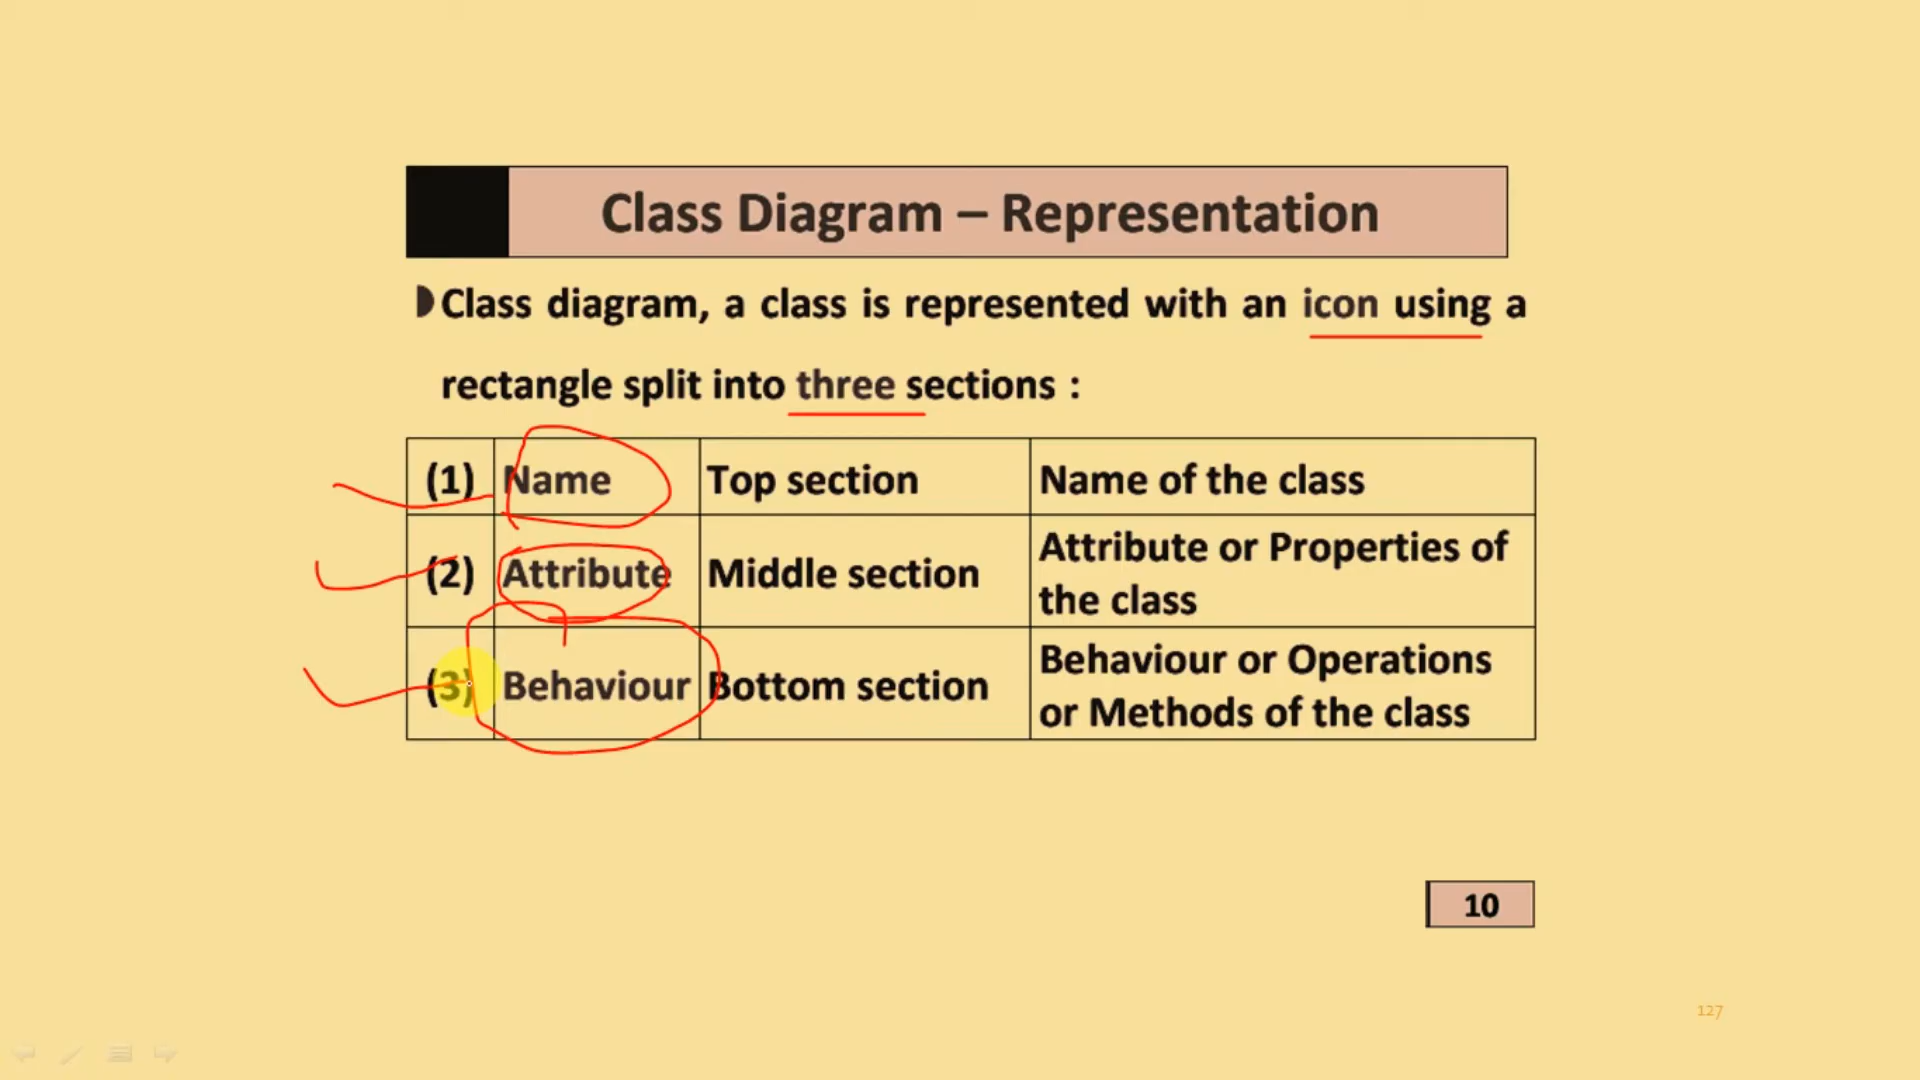 Class Diagram – Representation
Class diagram, a class is represented with an icon using a
rectangle split into three sections :
(1) Name Top section Name of the class
(2) Attribute Middle section Attribute or Properties of
the class
(3) Behaviour Bottom section Behaviour or Operations
or Methods of the class
10
127